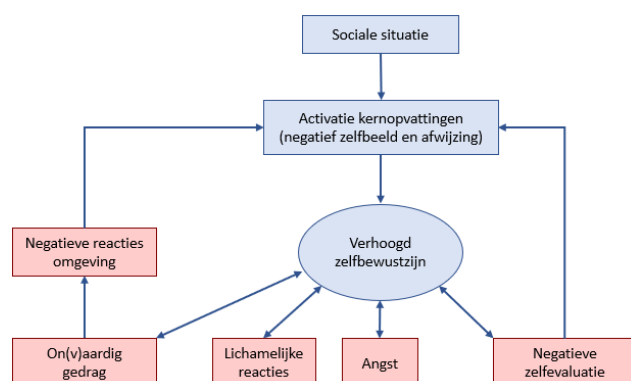 Sociale situatie
Activatie kernopvattingen
(negatief zelfbeeld en afwijzing)
Negatieve reacties
omgeving
Verhoogd
zelfbewustzijn
On(v)aardig
gedrag
Lichamelijke
reacties
Angst
Negatieve
zelfevaluatie